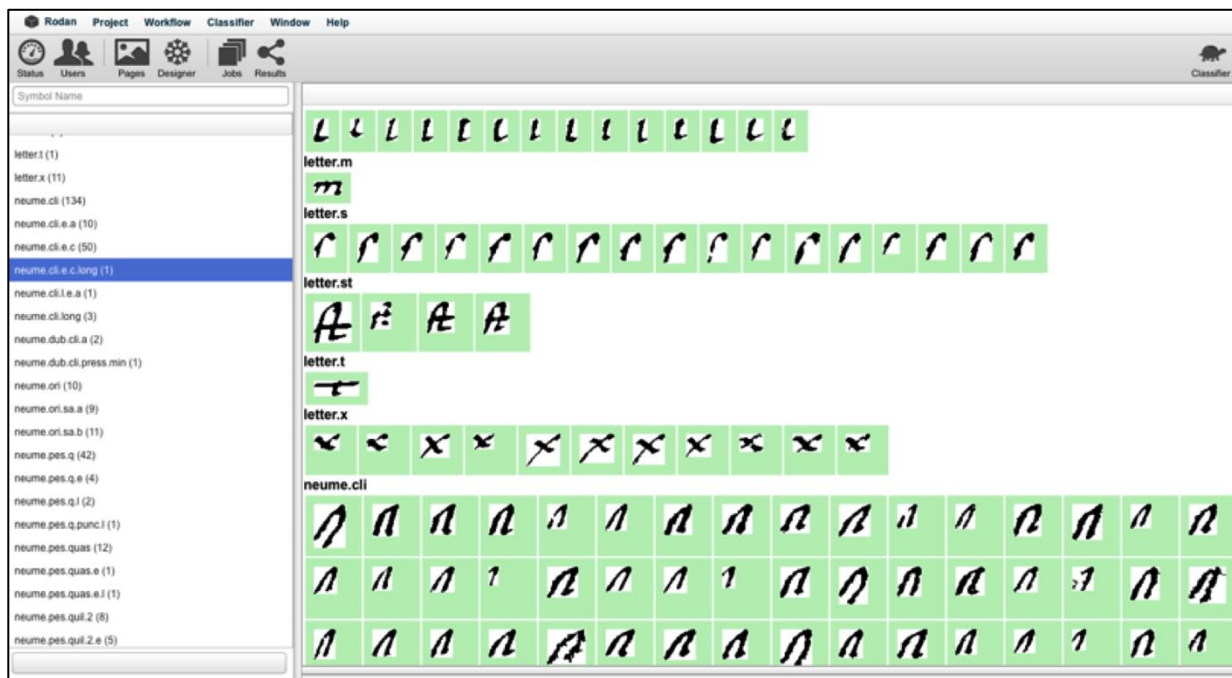 Rodan Project Workflow Classifier Window Help
Status Users Pages Designer Jobs Results Classifier
Symbol Name
letter.t (1)
letter.x (11)
neume.cli (134)
neume.cli.e.a (10)
neume.cli.e.c (50)
neume.cli.e.c.long (1)
neume.cli.l.e.a (1)
neume.cli.long (3)
neume.dub.cli.a (2)
neume.dub.cli.press.min (1)
neume.ori (10)
neume.ori.sa.a (9)
neume.ori.sa.b (11)
neume.pes.q (42)
neume.pes.q.e (4)
neume.pes.q.l (2)
neume.pes.q.punc.l (1)
neume.pes.quas (12)
neume.pes.quas.e (1)
neume.pes.quas.e.l (1)
neume.pes.quil.2 (8)
neume.pes.quil.2.e (5)
letter.m
m
letter.s
letter.st
letter.t
letter.x
neume.cli